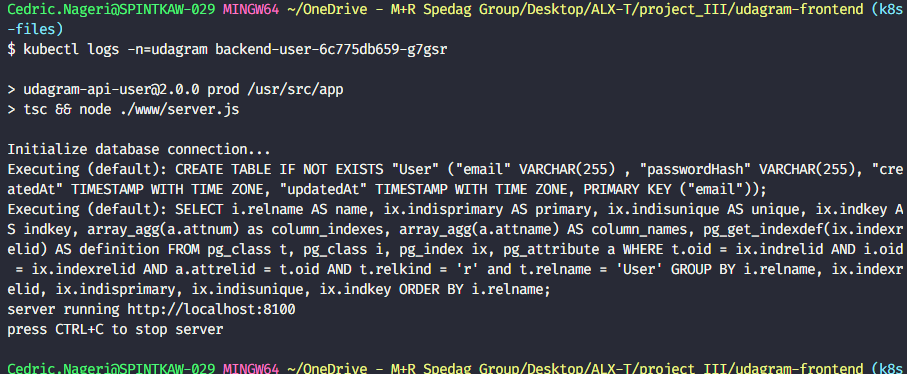 Cedric.Nageri@SPINTKAW-029 MINGW64 ~/OneDrive - M+R Spedag Group/Desktop/ALX-T/project_III/udagram-frontend (k8s
-files)
$ kubectl logs -n=udagram backend-user-6c775db659-g7gsr
> udagram-api-user@2.0.0 prod /usr/src/app
> tsc && node ./www/server.js
Initialize database connection...
Executing (default): CREATE TABLE IF NOT EXISTS "User" ("email" VARCHAR(255) , "passwordHash" VARCHAR(255), "cre
atedAt" TIMESTAMP WITH TIME ZONE, "updatedAt" TIMESTAMP WITH TIME ZONE, PRIMARY KEY ("email"));
Executing (default): SELECT i.relname AS name, ix.indisprimary AS primary, ix.indisunique AS unique, ix.indkey A
S indkey, array_agg(a.attnum) as column_indexes, array_agg(a.attname) AS column_names, pg_get_indexdef(ix.indexr
elid) AS definition FROM pg_class t, pg_class i, pg_index ix, pg_attribute a WHERE t.oid = ix.indrelid AND i.oid
 = ix.indexrelid AND a.attrelid = t.oid AND t.relkind = 'r' and t.relname = 'User' GROUP BY i.relname, ix.indexr
elid, ix.indisprimary, ix.indisunique, ix.indkey ORDER BY i.relname;
server running http://localhost:8100
press CTRL+C to stop server
Cedric.Nageri@SPINTKAW-029 MINGW64 ~/OneDrive - M+R Spedag Group/Desktop/ALX-T/project_III/udagram-frontend (k8s